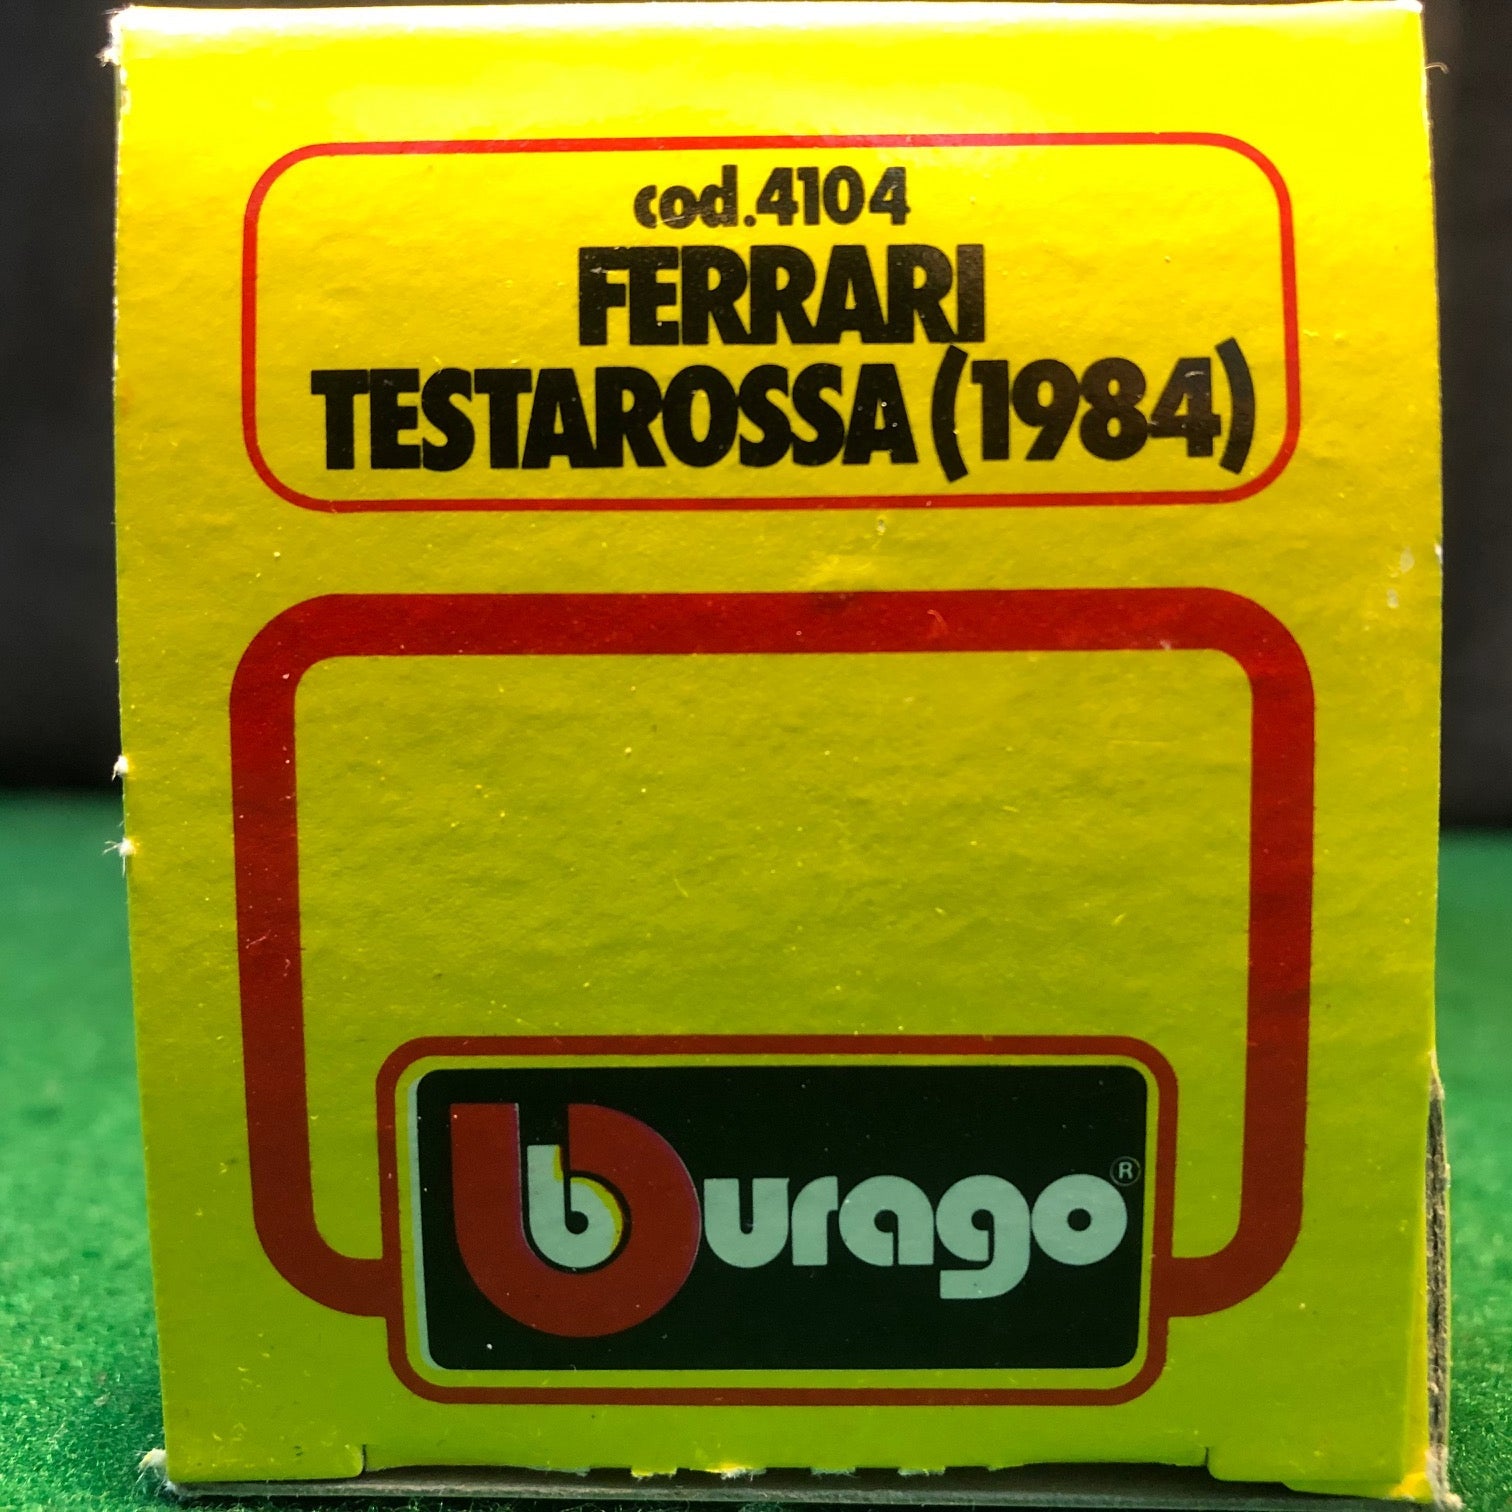 cod.4104
FERRARI
TESTAROSSA (1984)
burago®